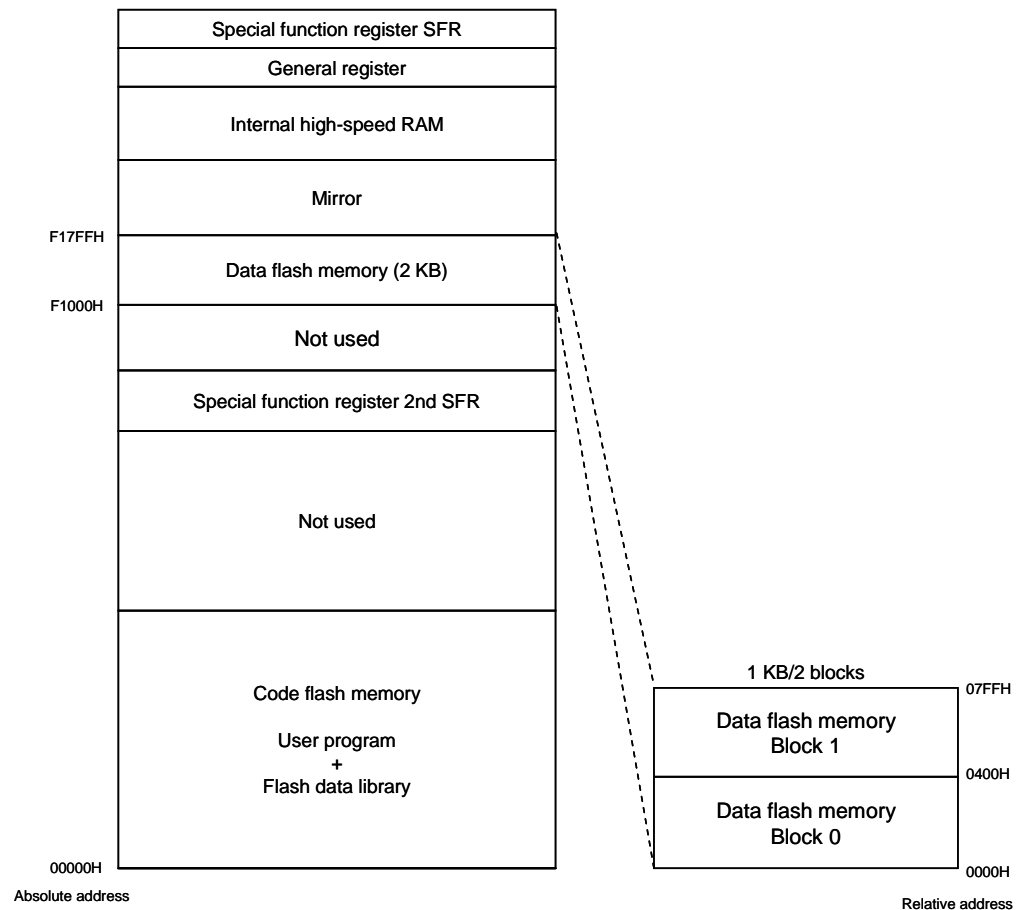 Special function register SFR
General register
Internal high-speed RAM
Mirror
F17FFH
Data flash memory (2 KB)
F1000H
Not used
Special function register 2nd SFR
Not used
Code flash memory
User program
+
Flash data library
00000H
Absolute address
1 KB/2 blocks
07FFH
Data flash memory
Block 1
0400H
Data flash memory
Block 0
0000H
Relative address